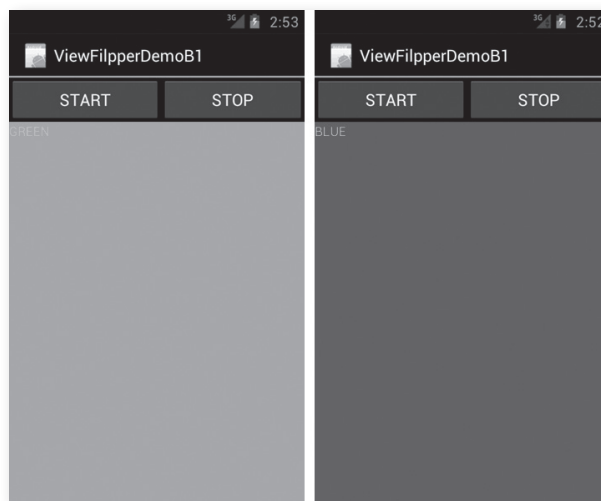 3G 2:53
ViewFilpperDemoB1
START STOP
GREEN
3G 2:52
ViewFilpperDemoB1
START STOP
BLUE